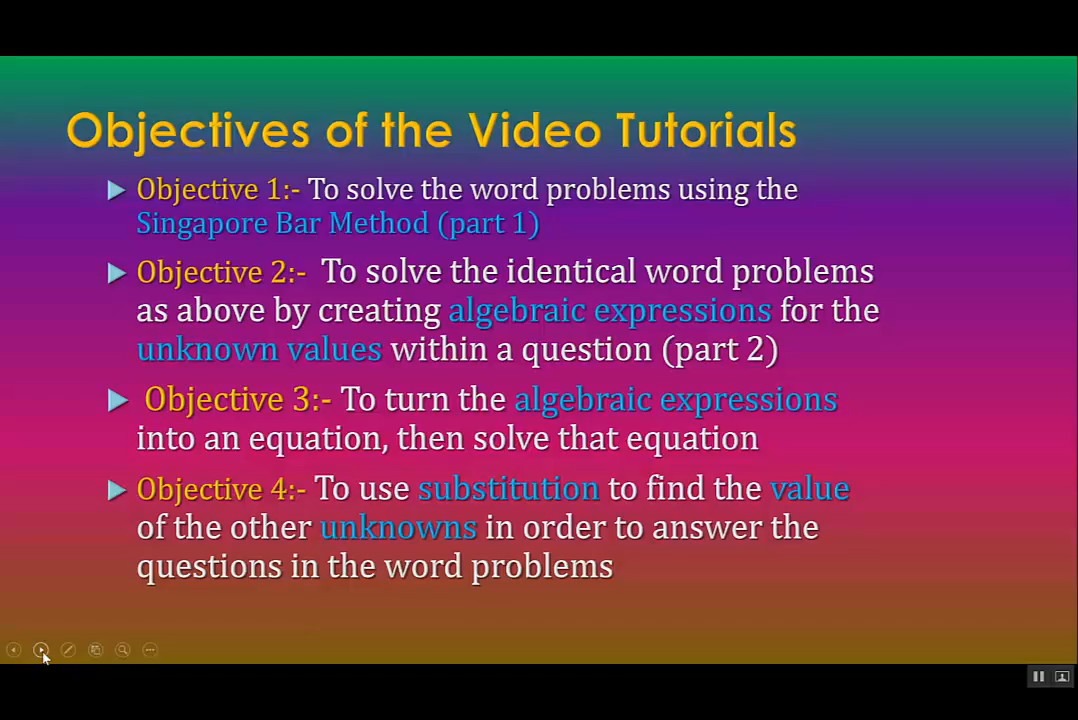 Objectives of the Video Tutorials
Objective 1:- To solve the word problems using the
Singapore Bar Method (part 1)
Objective 2:- To solve the identical word problems
as above by creating algebraic expressions for the
unknown values within a question (part 2)
Objective 3:- To turn the algebraic expressions
into an equation, then solve that equation
Objective 4:- To use substitution to find the value
of the other unknowns in order to answer the
questions in the word problems